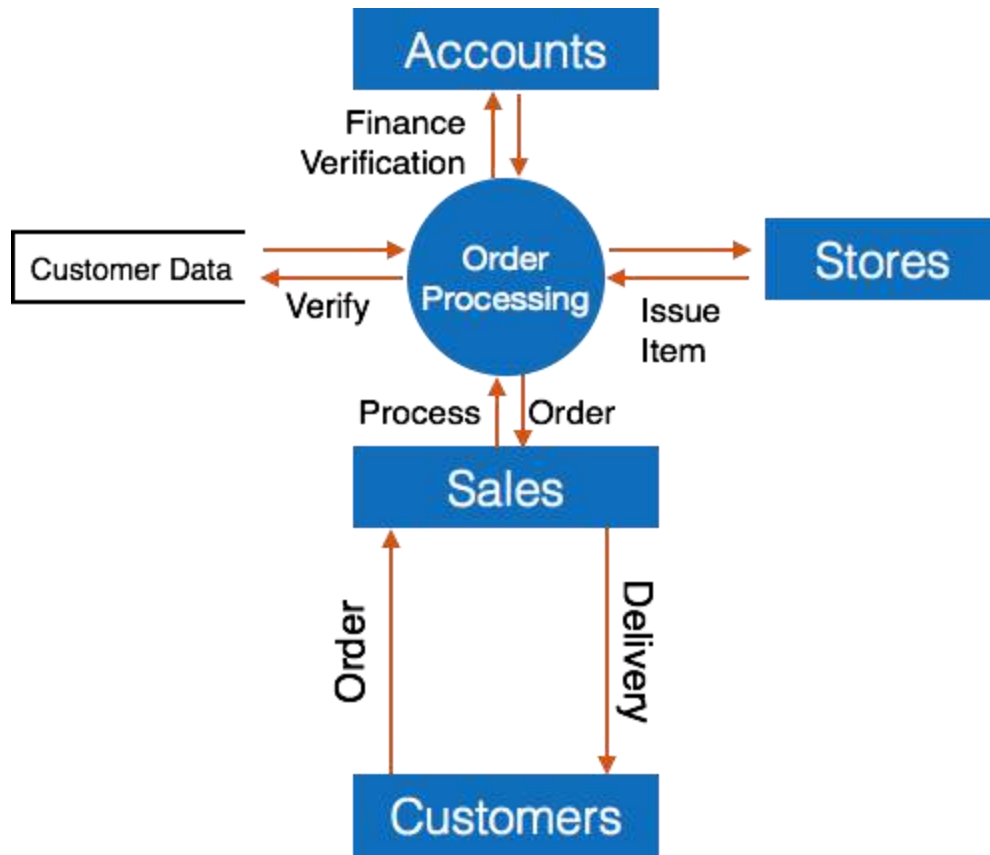 Accounts
Finance
Verification
Customer Data
Verify
Order
Processing
Stores
Issue
Item
Process
Order
Sales
Order
Delivery
Customers